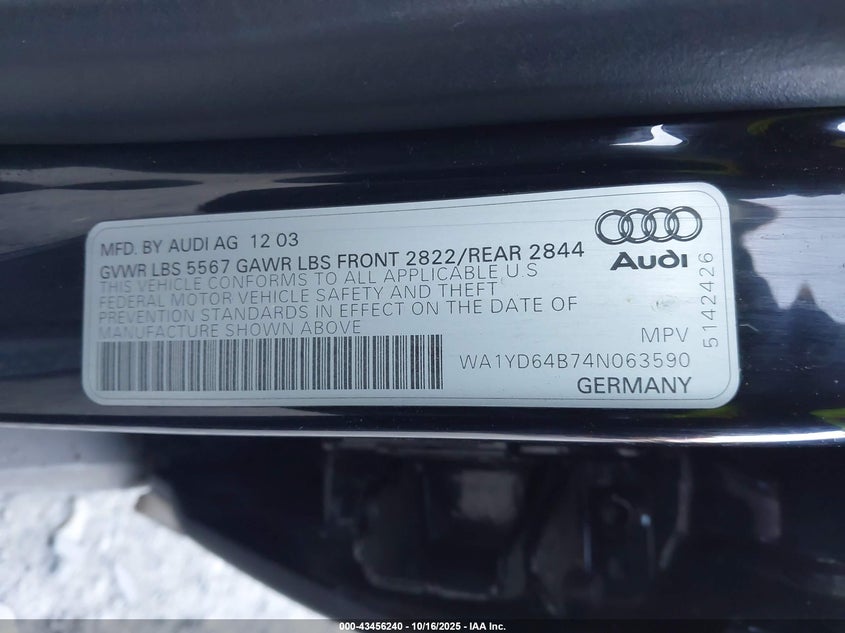 MFD. BY AUDI AG 12 03
GVWR LBS 5567 GAWR LBS FRONT 2822/REAR 2844
THIS VEHICLE CONFORMS TO ALL APPLICABLE U.S
FEDERAL MOTOR VEHICLE SAFETY AND THEFT
PREVENTION STANDARDS IN EFFECT ON THE DATE OF
MANUFACTURE SHOWN ABOVE
Audi
5142426
MPV
WA1YD64B74N063590
GERMANY
000-43456240 - 10/16/2025 - IAA Inc.